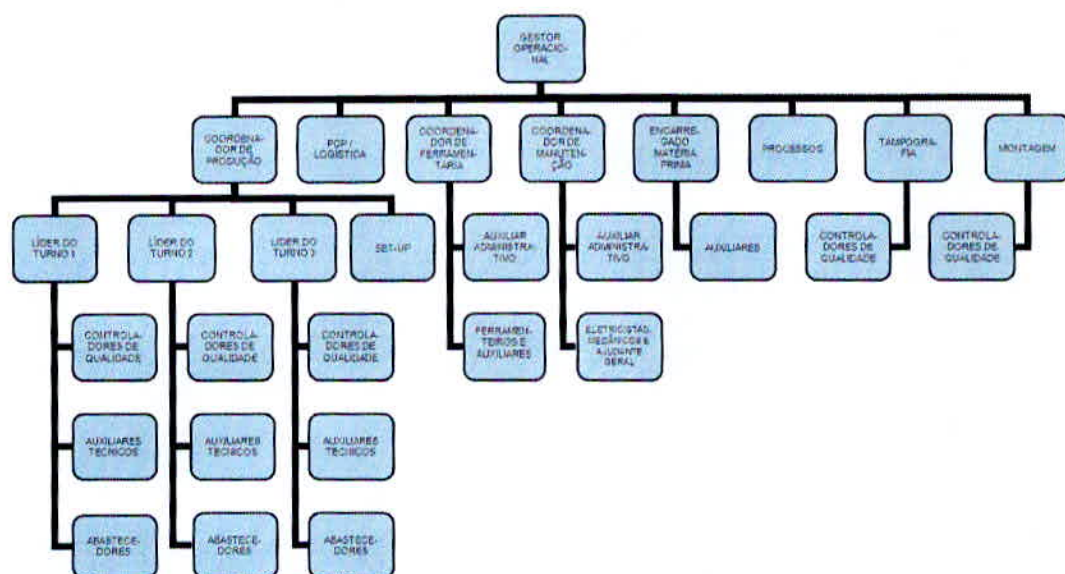 GESTOR
OPERACIO-
NAL
COORDENA-
DOR DE
PRODUÇÃO
PCP /
LOGÍSTICA
COORDENA-
DOR DE
FERRAMEN-
TARIA
COORDENA-
DOR DE
MANUTEN-
ÇÃO
ENCARRE-
GADO
MATÉRIA
PRIMA
PROCESSOS
TAMPOGRA-
FIA
MONTAGEM
LÍDER DO
TURNO 1
LÍDER DO
TURNO 2
LÍDER DO
TURNO 3
SET-UP
AUXILIAR
ADMINISTRA-
TIVO
AUXILIAR
ADMINISTRA-
TIVO
AUXILIARES
CONTROLA-
DORES DE
QUALIDADE
CONTROLA-
DORES DE
QUALIDADE
CONTROLA-
DORES DE
QUALIDADE
CONTROLA-
DORES DE
QUALIDADE
CONTROLA-
DORES DE
QUALIDADE
FERRAMEN-
TEIROS E
AUXILIARES
ELETRICISTAS,
MECÂNICOS E
AJUDANTE
GERAL
AUXILIARES
TÉCNICOS
AUXILIARES
TÉCNICOS
AUXILIARES
TÉCNICOS
ABASTECE-
DORES
ABASTECE-
DORES
ABASTECE-
DORES